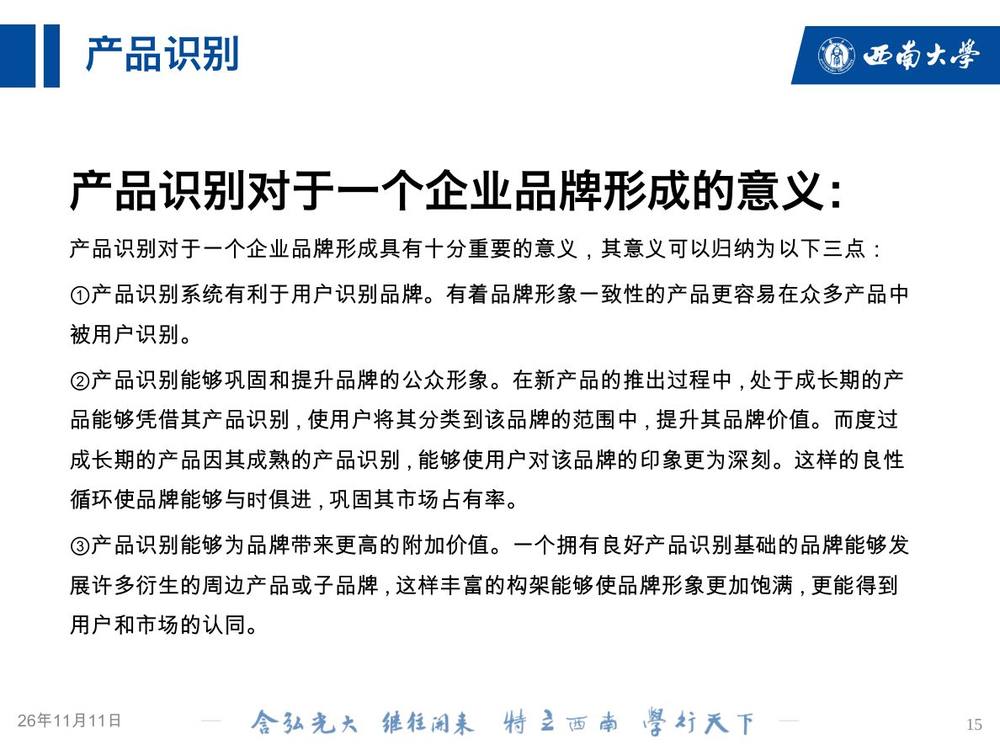 产品识别
西南大学
产品识别对于一个企业品牌形成的意义：
产品识别对于一个企业品牌形成具有十分重要的意义，其意义可以归纳为以下三点：
①产品识别系统有利于用户识别品牌。有着品牌形象一致性的产品更容易在众多产品中
被用户识别。
②产品识别能够巩固和提升品牌的公众形象。在新产品的推出过程中,处于成长期的产
品能够凭借其产品识别,使用户将其分类到该品牌的范围中,提升其品牌价值。而度过
成长期的产品因其成熟的产品识别,能够使用户对该品牌的印象更为深刻。这样的良性
循环使品牌能够与时俱进,巩固其市场占有率。
③产品识别能够为品牌带来更高的附加价值。一个拥有良好产品识别基础的品牌能够发
展许多衍生的周边产品或子品牌,这样丰富的构架能够使品牌形象更加饱满,更能得到
用户和市场的认同。
26年11月11日
含弘光大 继往开来 特立西南 学行天下
15